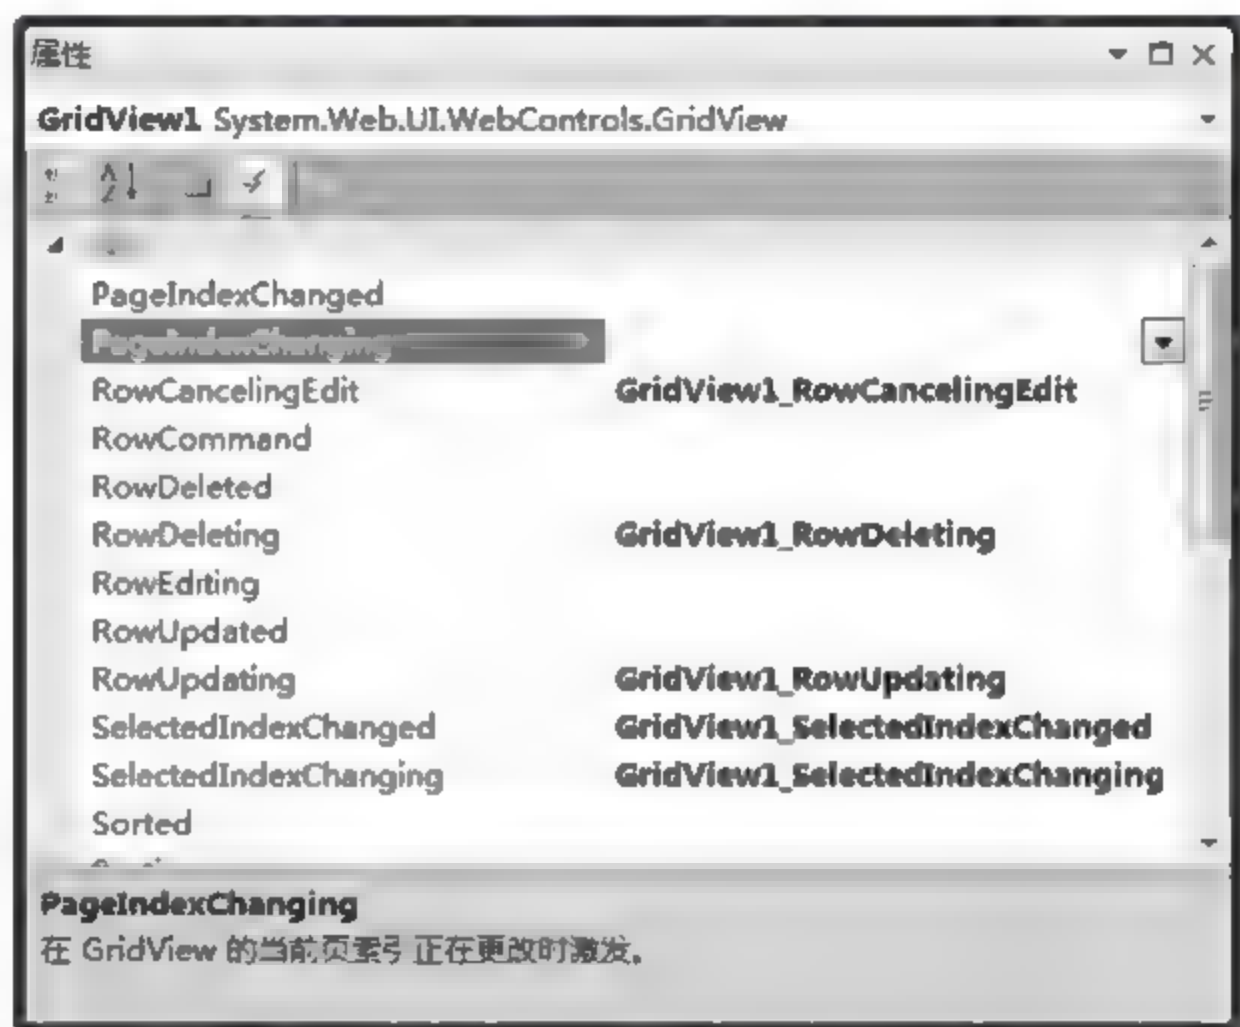 属性
GridView1 System.Web.UI.WebControls.GridView
PageIndexChanged
PageIndexChanging
RowCancelingEdit GridView1_RowCancelingEdit
RowCommand
RowDeleted
RowDeleting GridView1_RowDeleting
RowEditing
RowUpdated
RowUpdating GridView1_RowUpdating
SelectedIndexChanged GridView1_SelectedIndexChanged
SelectedIndexChanging GridView1_SelectedIndexChanging
Sorted
PageIndexChanging
在 GridView 的当前页索引正在更改时激发。